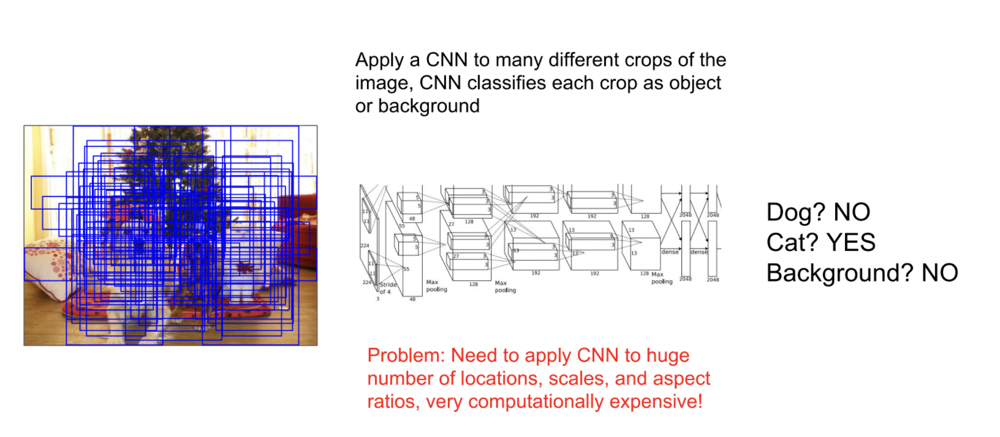 Apply a CNN to many different crops of the
image, CNN classifies each crop as object
or background
11
11
224
5
5
48
55
3
3
128
27
3
3
192
3
3
192
128
2048
2048
11
11
224
Stride
of 4
3
5
5
55
48
Max
pooling
27
3
3
3
3
128
Max
pooling
13
13
3
3
192
13
13
3
3
192
13
13
128
Max
pooling
dense
dense
2048
2048
Dog? NO
Cat? YES
Background? NO
Problem: Need to apply CNN to huge
number of locations, scales, and aspect
ratios, very computationally expensive!